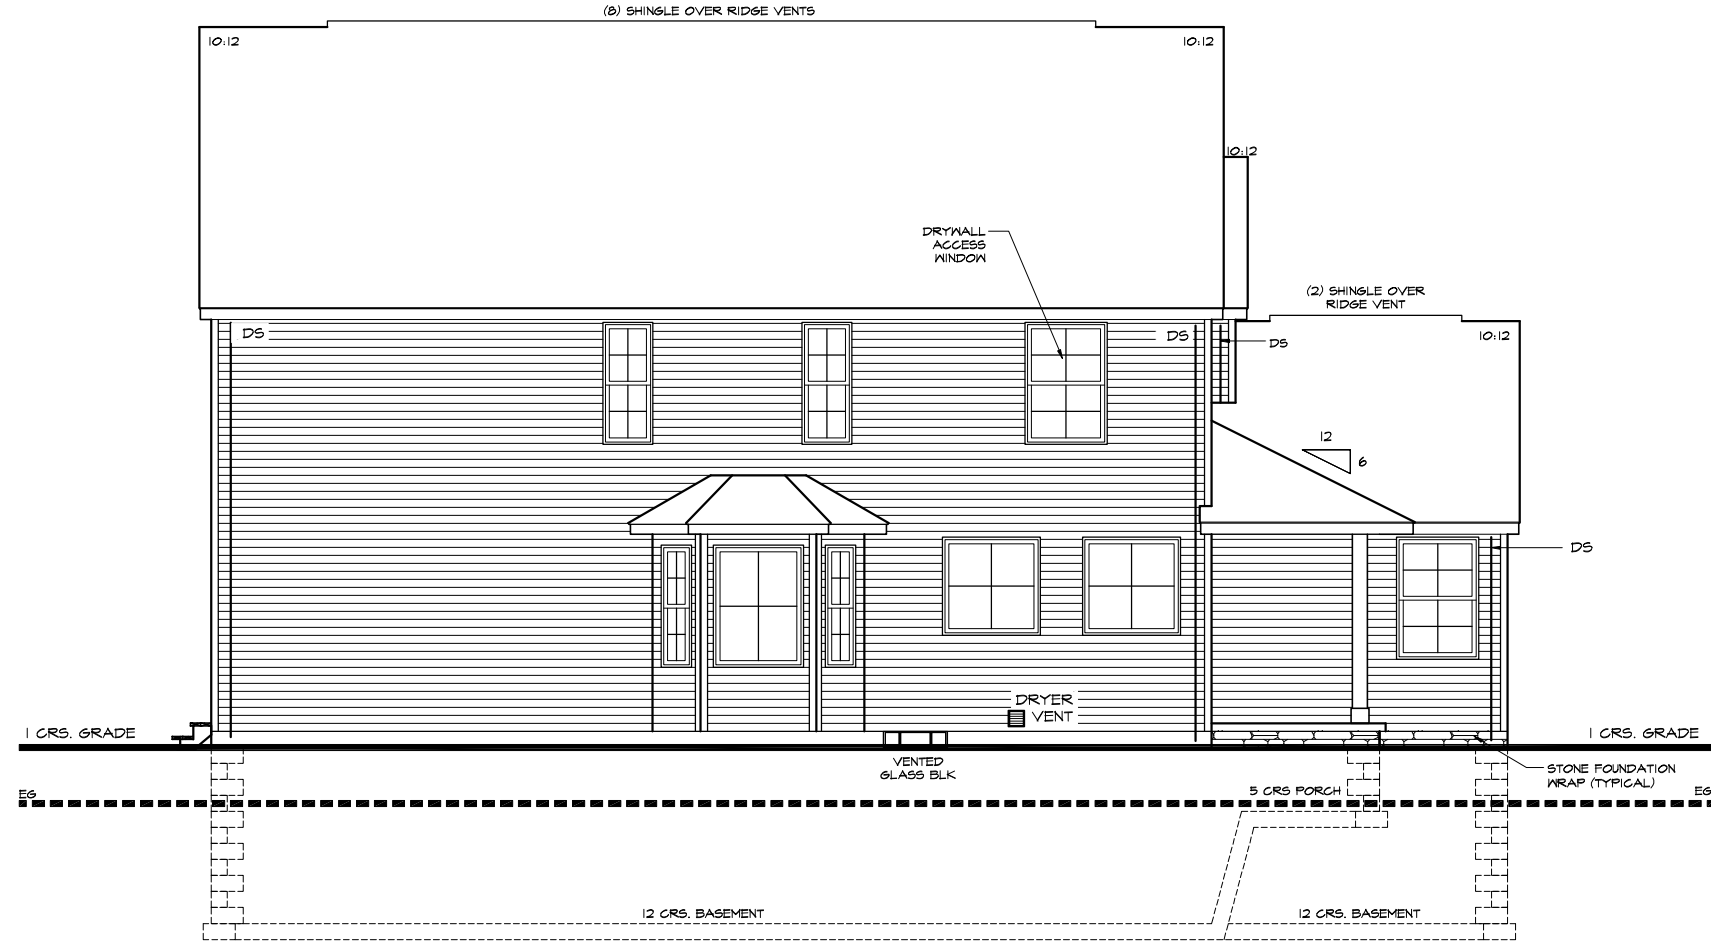 (8) SHINGLE OVER RIDGE VENTS
10:12
10:12
10:12
DRYWALL
ACCESS
WINDOW
(2) SHINGLE OVER
RIDGE VENT
DS
DS
DS
10:12
12
6
DS
DRYER
VENT
1 CRS. GRADE
1 CRS. GRADE
VENTED
GLASS BLK
STONE FOUNDATION
WRAP (TYPICAL)
EG
5 CRS PORCH
EG
12 CRS. BASEMENT
12 CRS. BASEMENT